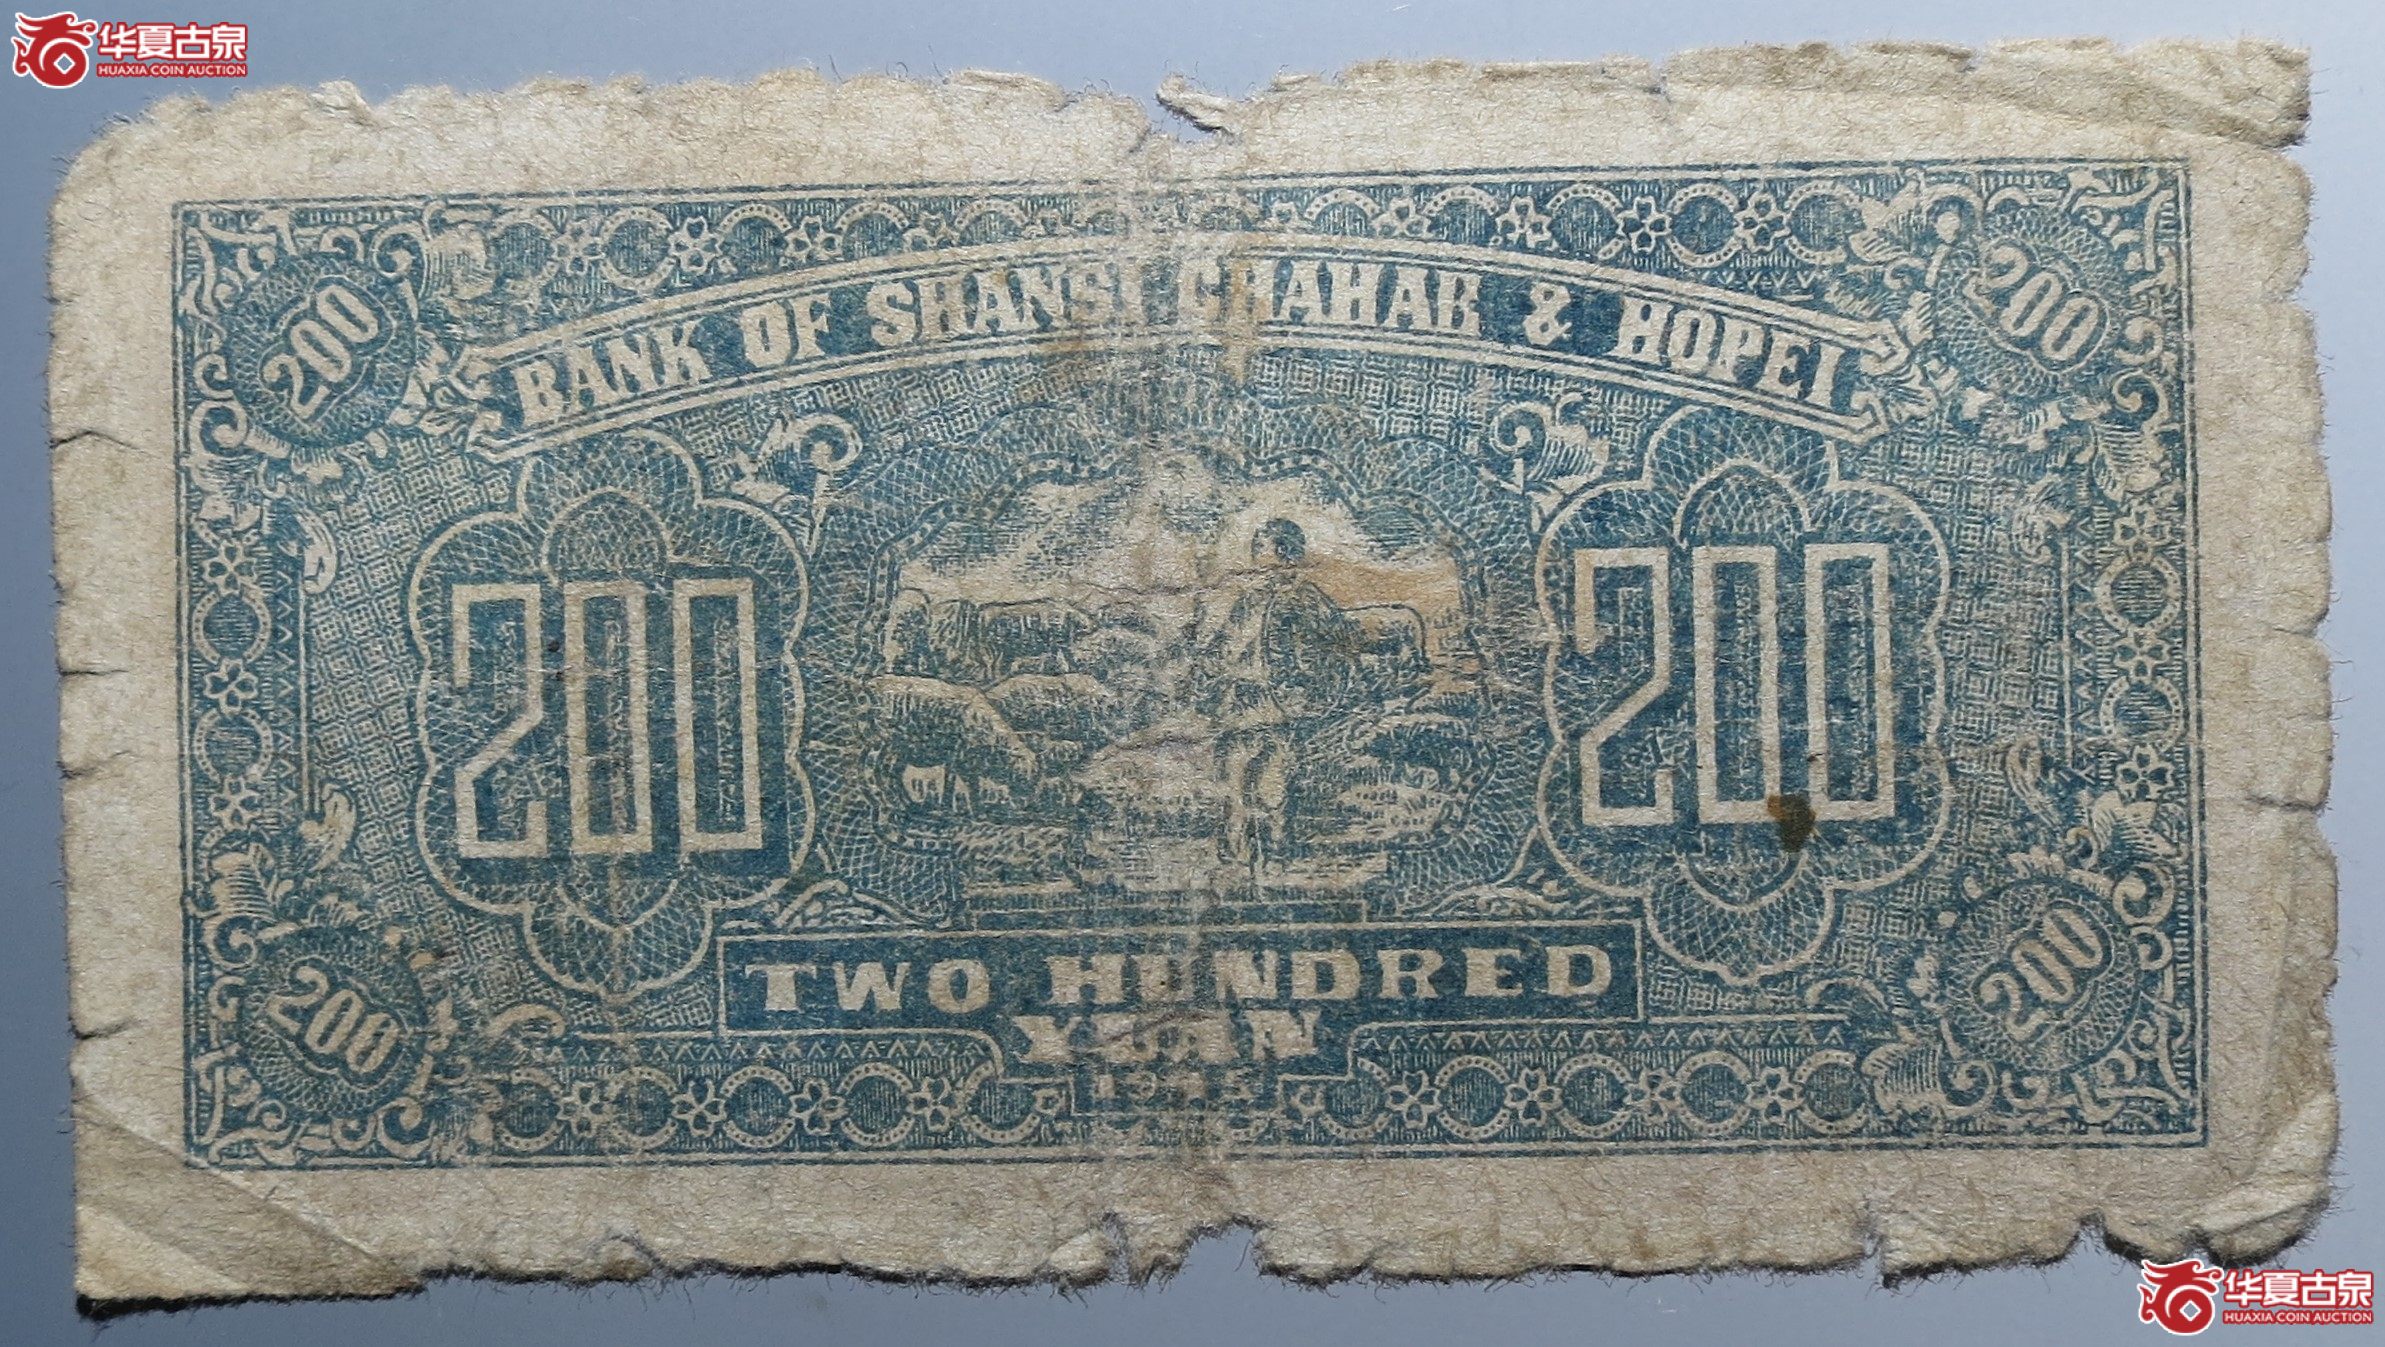 华夏古泉
HUAXIA COIN AUCTION
200
200
BANK OF SHANSI CHAHAR & HOPEI
200
200
TWO HUNDRED
YUAN
200
200
华夏古泉
HUAXIA COIN AUCTION